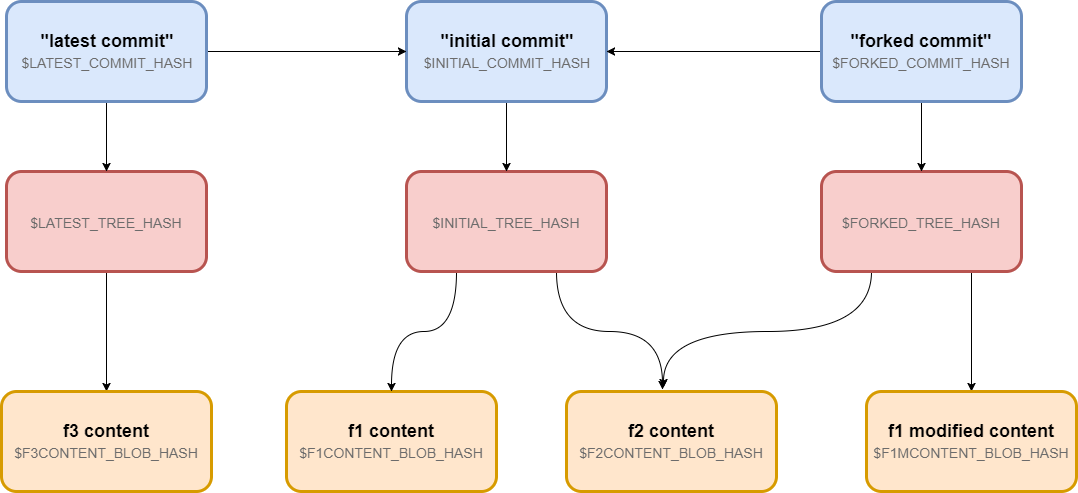 "latest commit"
$LATEST_COMMIT_HASH
"initial commit"
$INITIAL_COMMIT_HASH
"forked commit"
$FORKED_COMMIT_HASH
$LATEST_TREE_HASH
$INITIAL_TREE_HASH
$FORKED_TREE_HASH
f3 content
$F3CONTENT_BLOB_HASH
f1 content
$F1CONTENT_BLOB_HASH
f2 content
$F2CONTENT_BLOB_HASH
f1 modified content
$F1MCONTENT_BLOB_HASH